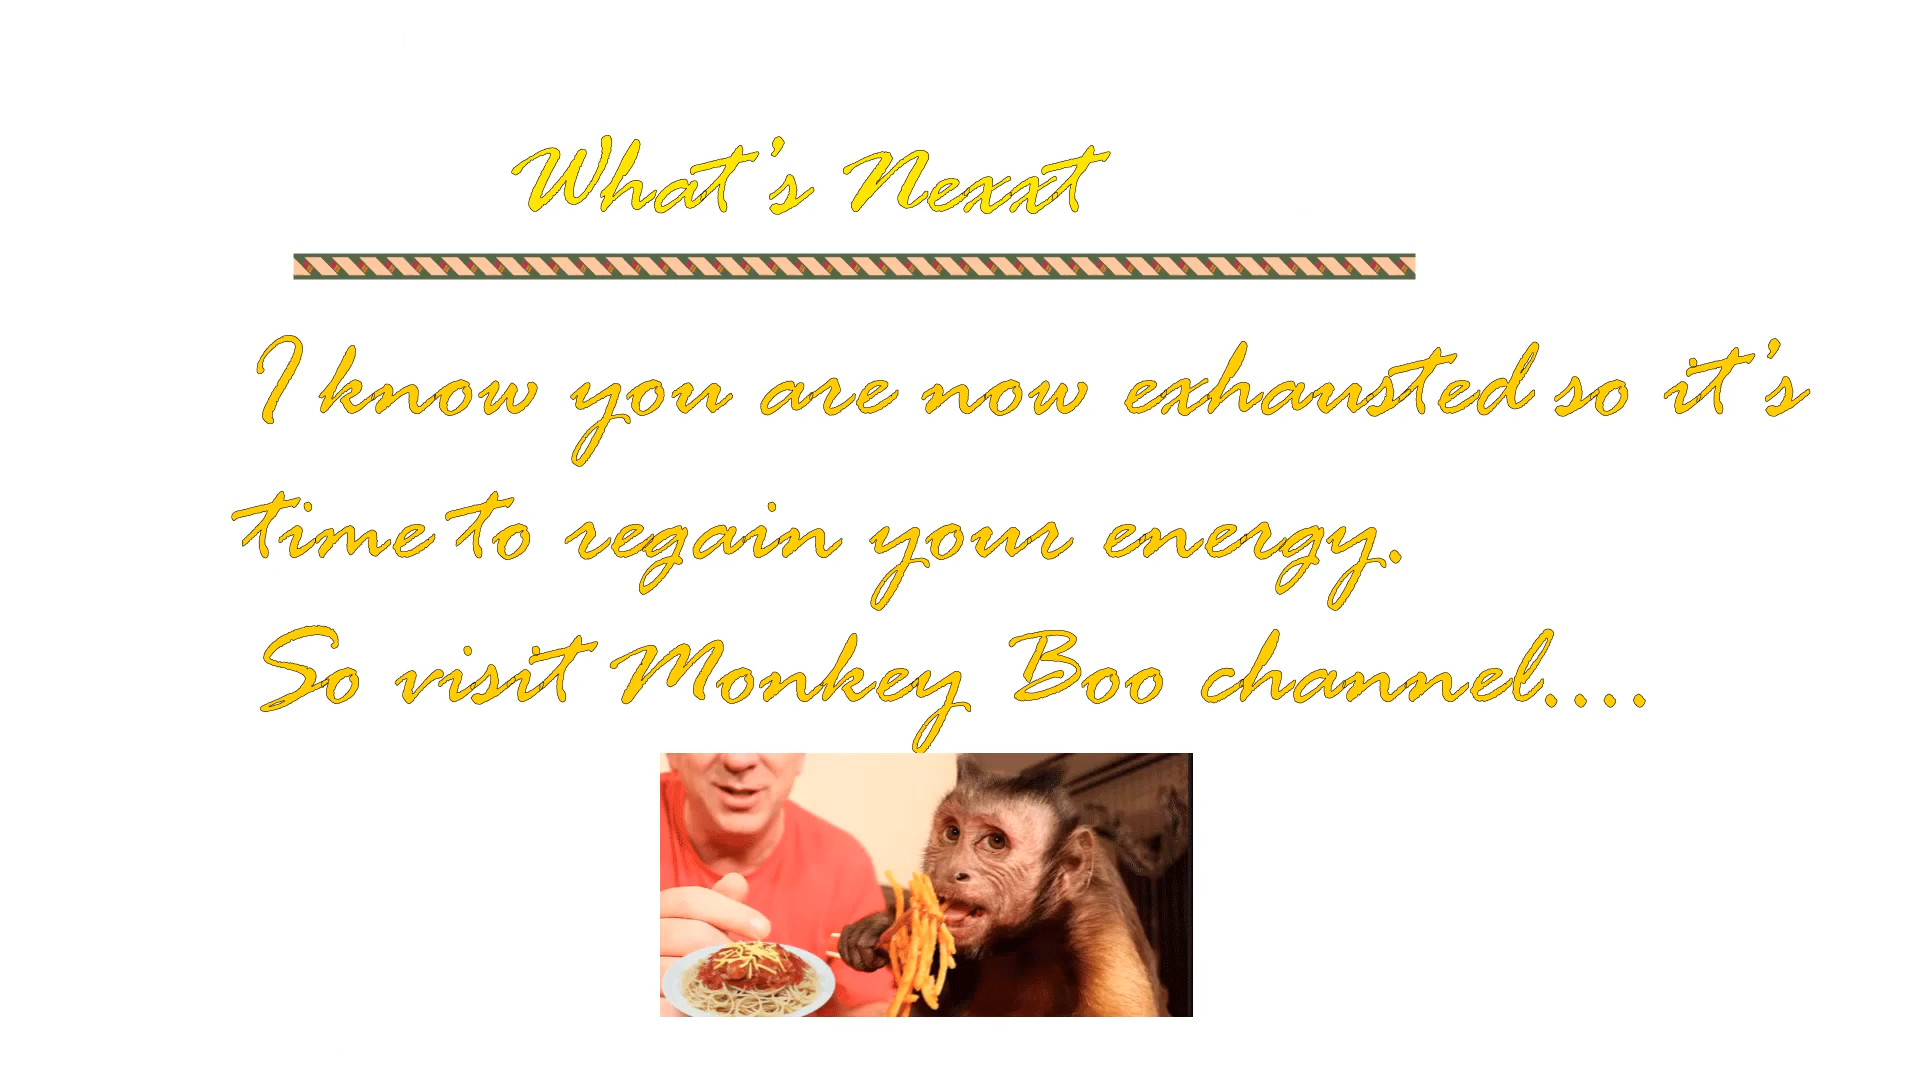 What's Nexxt
I know you are now exhausted so it's
time to regain your energy.
So visit Monkey Boo channel....